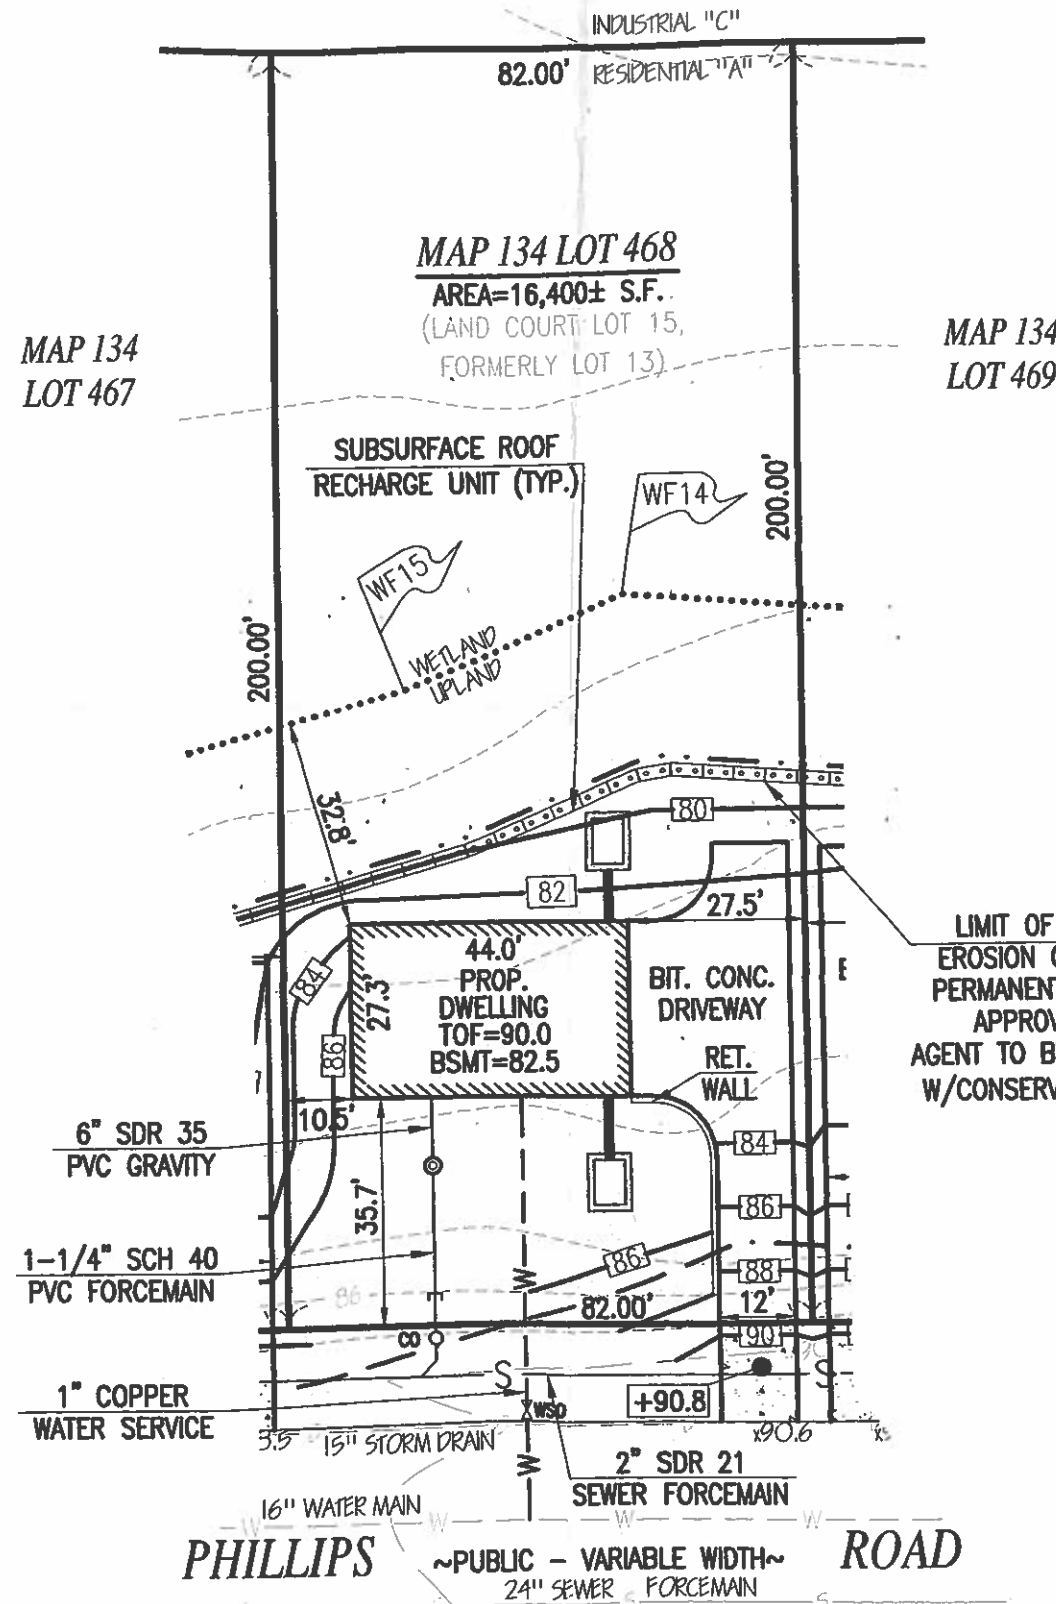 INDUSTRIAL "C"
82.00'
RESIDENTIAL "A"
MAP 134 LOT 468
AREA=16,400± S.F.
(LAND COURT LOT 15,
FORMERLY LOT 13)
MAP 134
LOT 467
MAP 134
LOT 469
SUBSURFACE ROOF
RECHARGE UNIT (TYP.)
WF14
200.00'
WF15
WETLAND
UPLAND
200.00'
32.8'
80
82
27.5'
LIMIT OF
EROSION
PERMANENT
APPROV
AGENT TO B
W/CONSERV
84
44.0'
27.3'
PROP.
DWELLING
TOF=90.0
BSMT=82.5
BIT. CONC.
DRIVEWAY
86
RET.
WALL
10.5'
6" SDR 35
PVC GRAVITY
84
35.7'
86
1-1/4" SCH 40
PVC FORCEMAIN
86
88
W
86
82.00'
12'
90
CO
S
S
1" COPPER
WATER SERVICE
WSO
+90.8
3.5
15" STORM DRAIN
x90.6
W
2" SDR 21
SEWER FORCEMAIN
16" WATER MAIN
W
W
W
W
PHILLIPS
~PUBLIC - VARIABLE WIDTH~
ROAD
24" SEWER FORCEMAIN
S
S